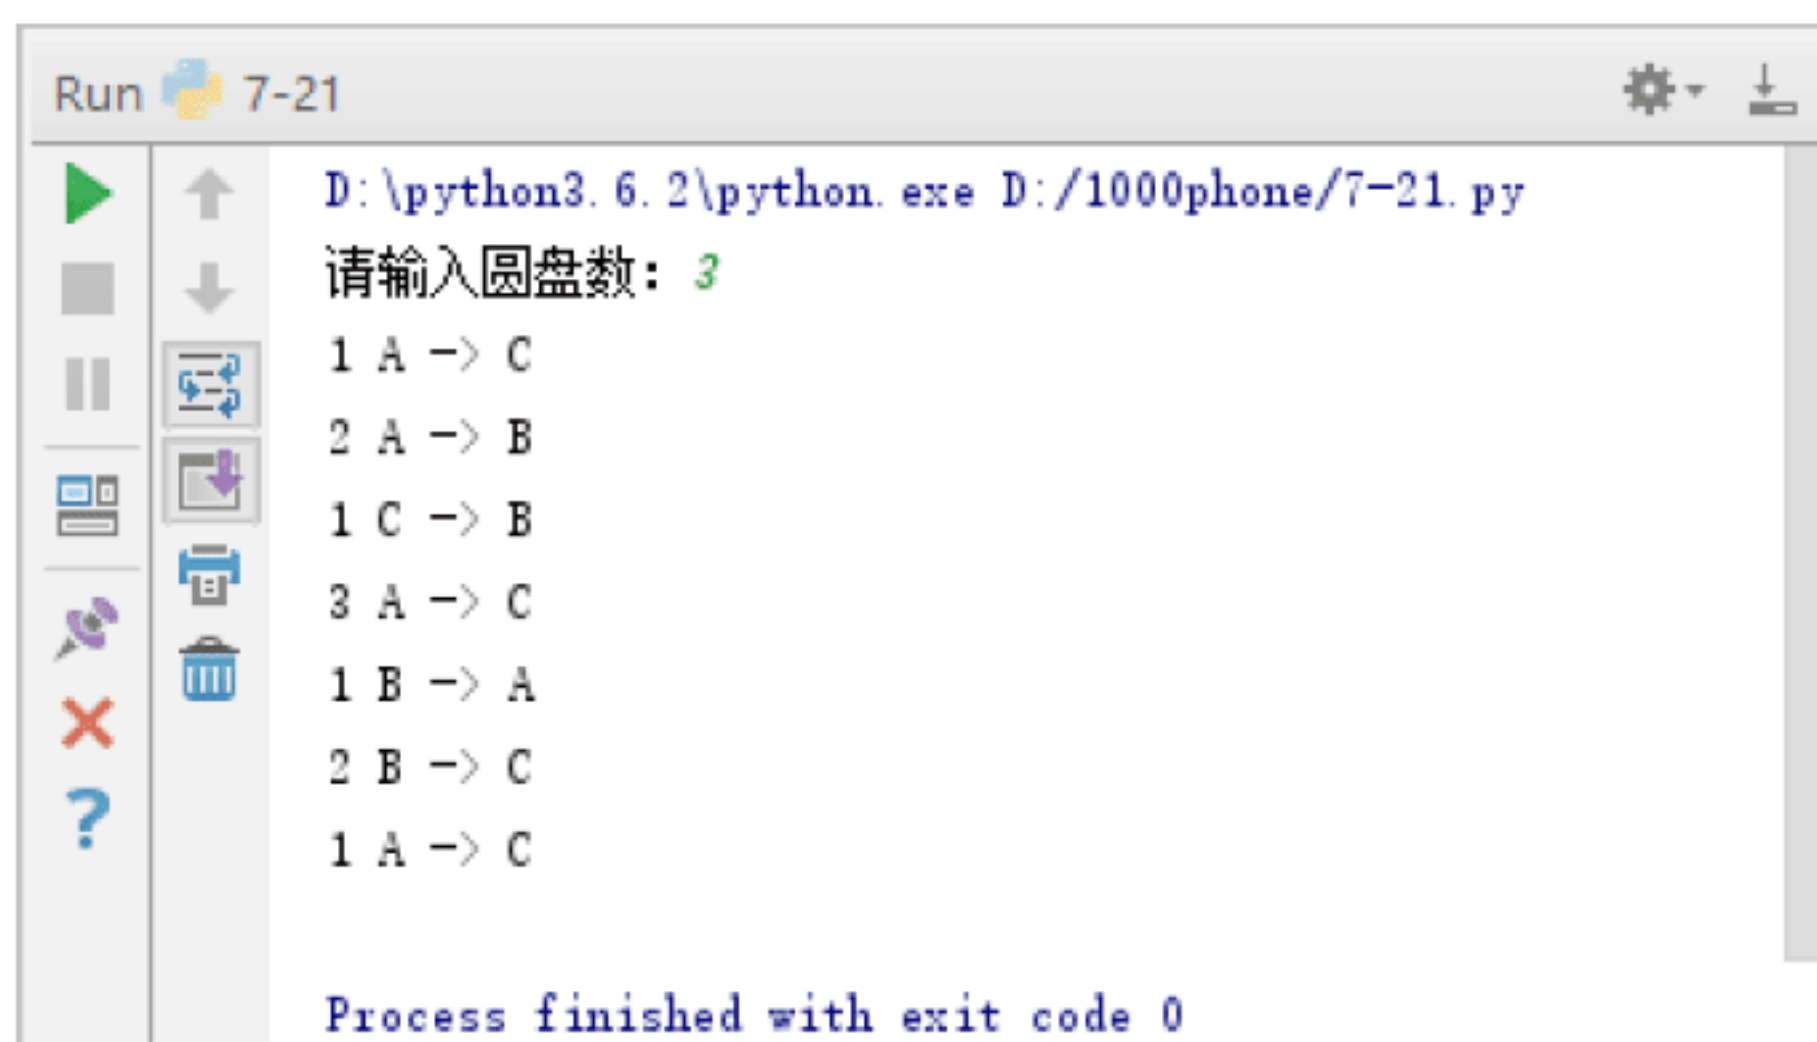 Run 7-21
D:\python3.6.2\python.exe D:/1000phone/7-21.py
请输入圆盘数：3
1 A -> C
2 A -> B
1 C -> B
3 A -> C
1 B -> A
2 B -> C
1 A -> C
Process finished with exit code 0